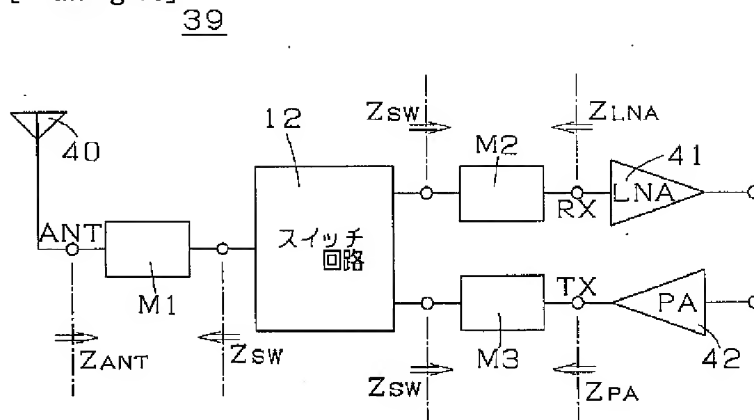 39
40
ANT
M1
ZANT
ZSW
12
スイッチ
回路
ZSW
M2
ZLNA
41
LNA
RX
TX
PA
42
M3
ZSW
ZPA